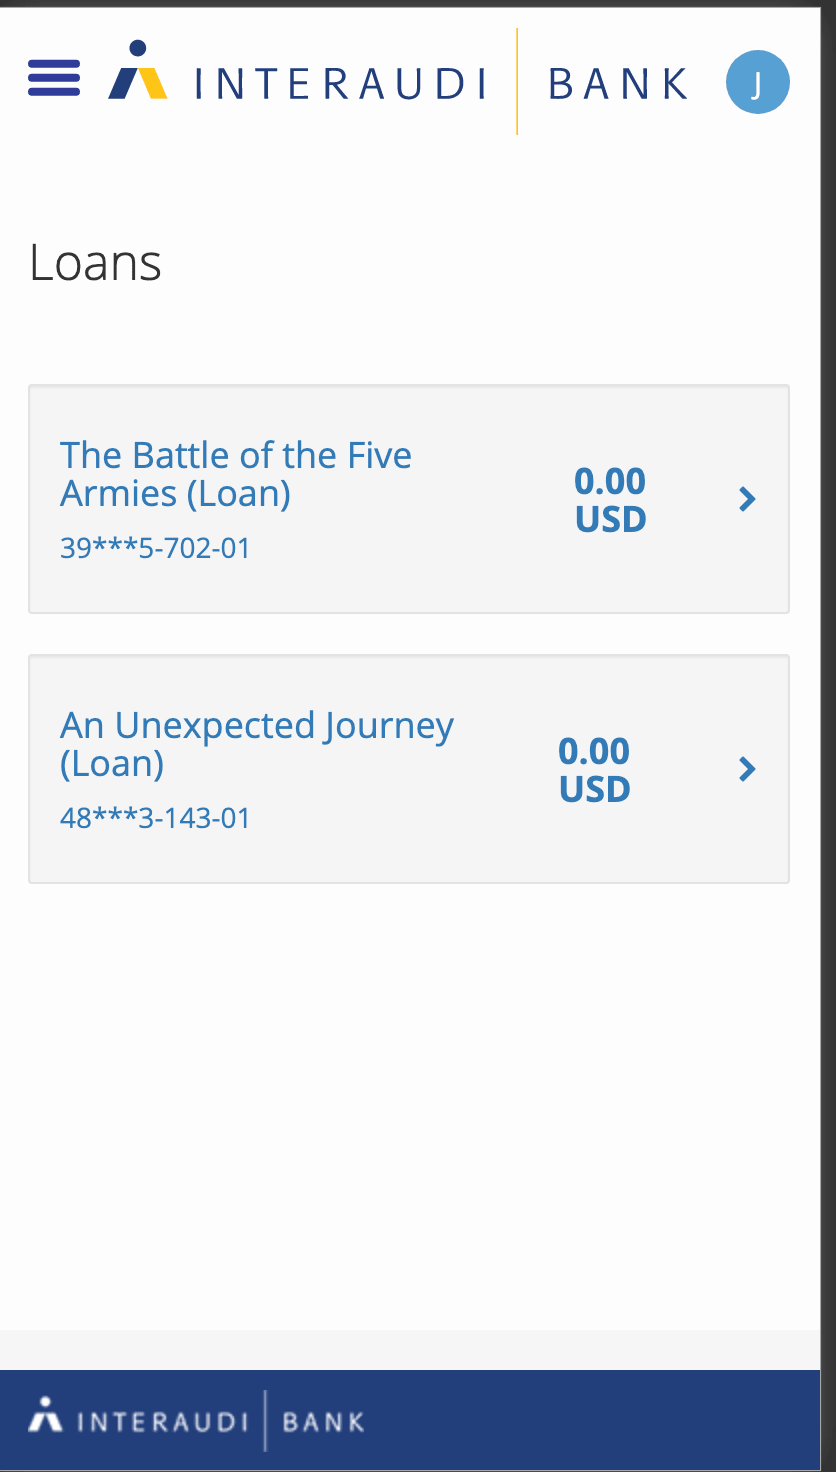 INTERAUDI BANK
J
Loans
The Battle of the Five
Armies (Loan)
39***5-702-01
0.00
USD
An Unexpected Journey
(Loan)
48***3-143-01
0.00
USD
INTERAUDI BANK